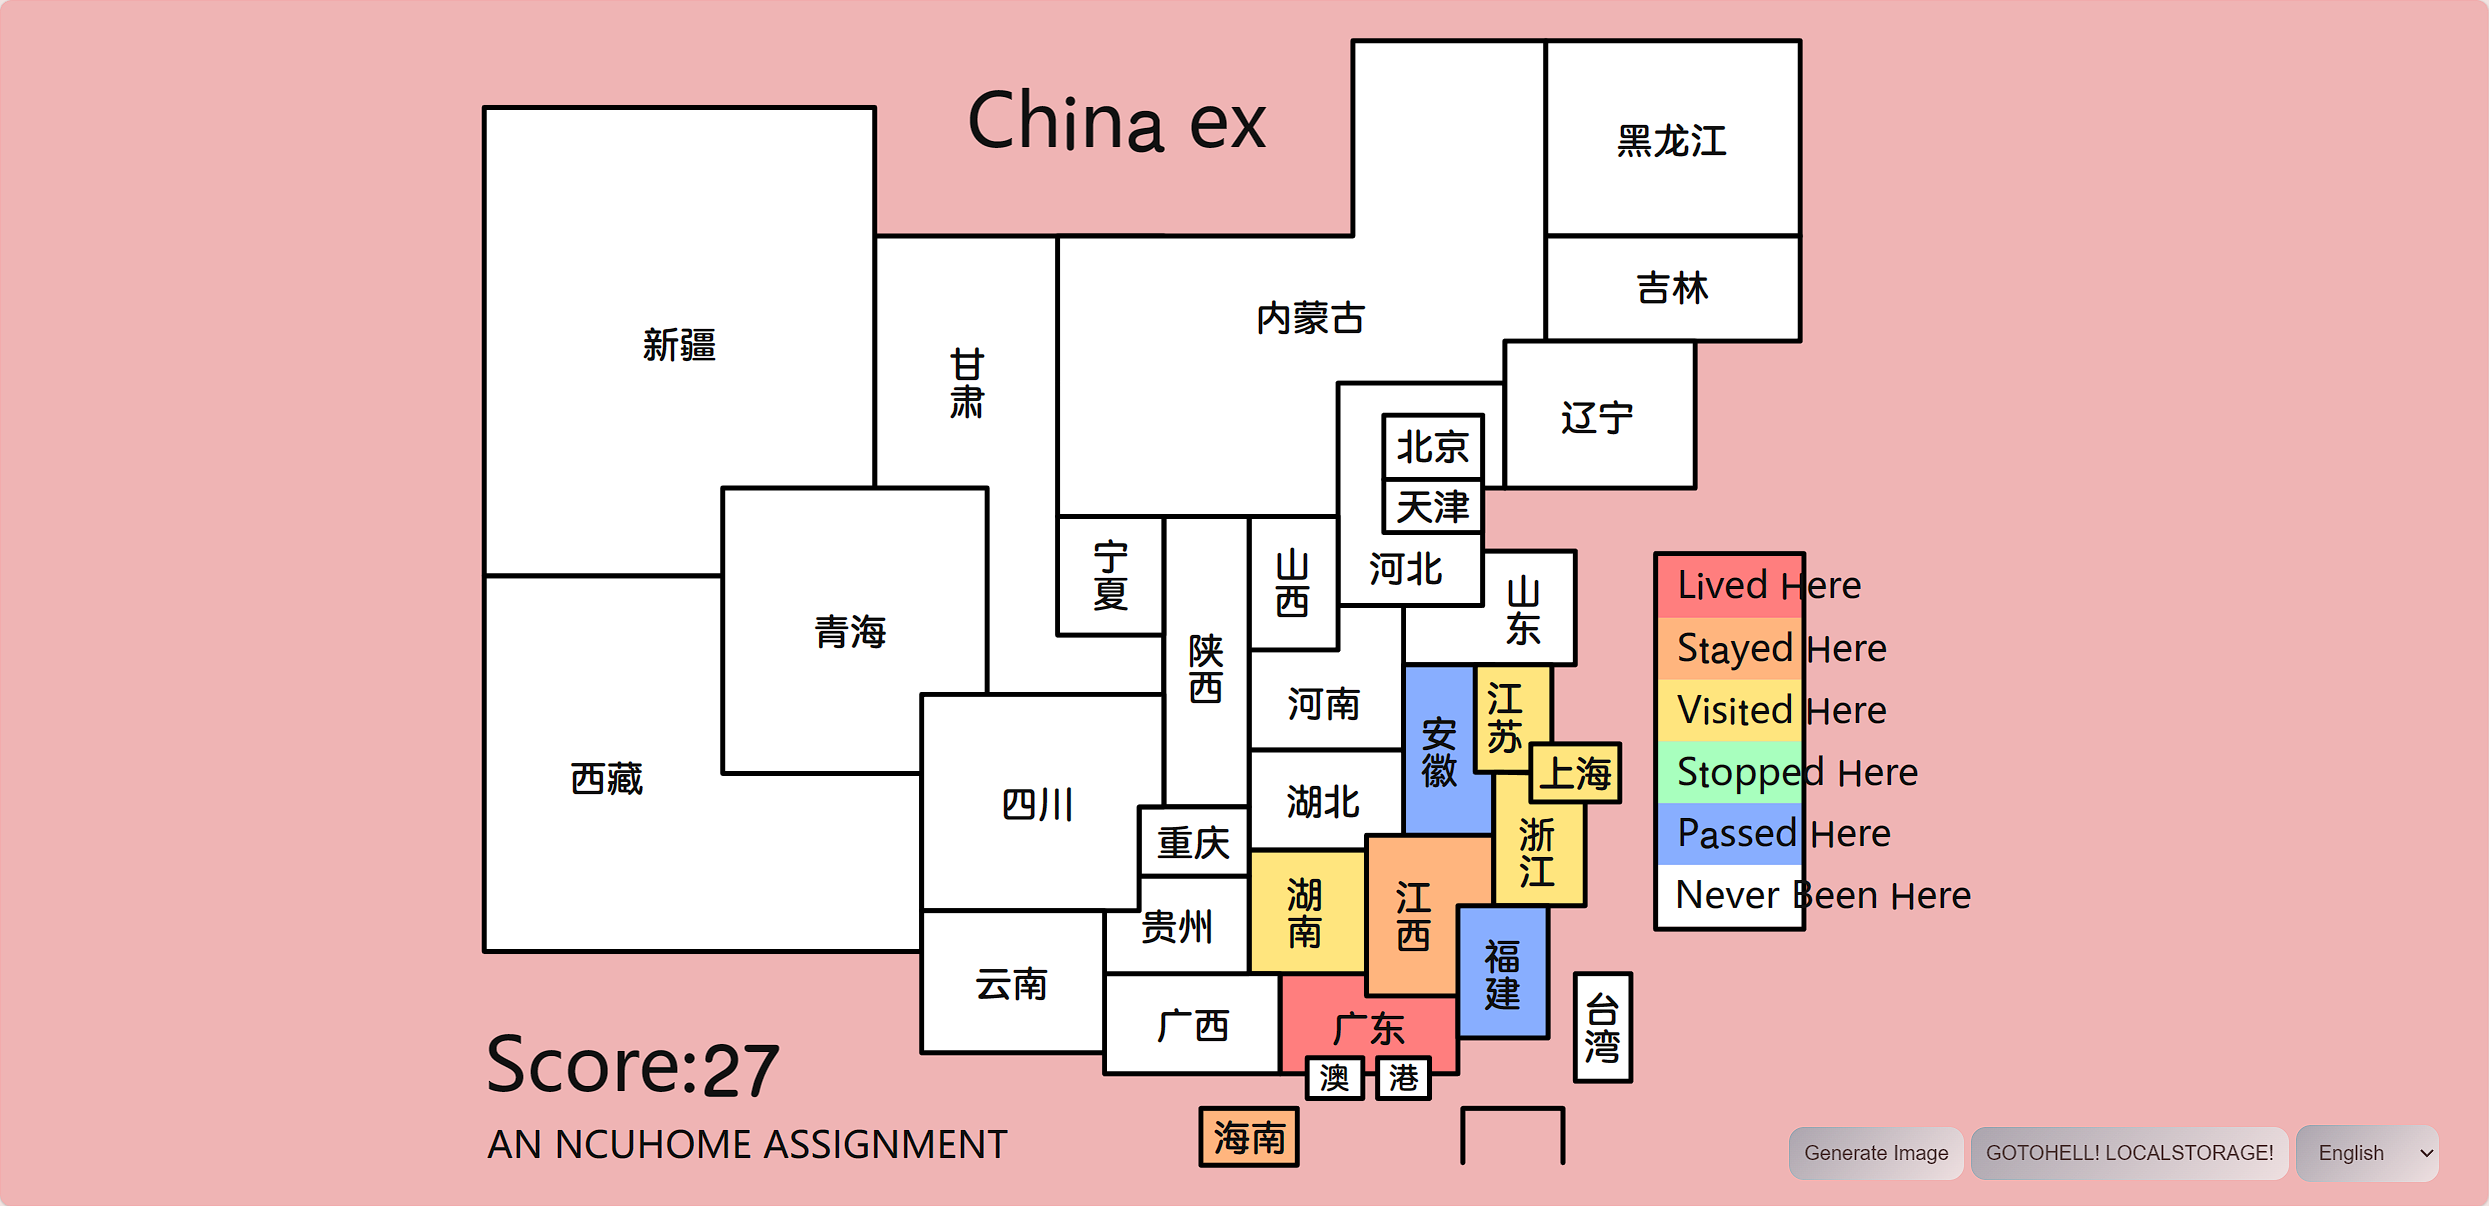 China ex
黑龙江
吉林
内蒙古
新疆
甘肃
辽宁
北京
天津
河北
宁夏
山西
山东
陕西
青海
河南
西藏
四川
湖北
安徽
江苏
上海
重庆
浙江
贵州
湖南
江西
福建
云南
广西
广东
台湾
澳
港
海南
Lived Here
Stayed Here
Visited Here
Stopped Here
Passed Here
Never Been Here
Score:27
AN NCUHOME ASSIGNMENT
Generate Image
GOTOHELL! LOCALSTORAGE!
English